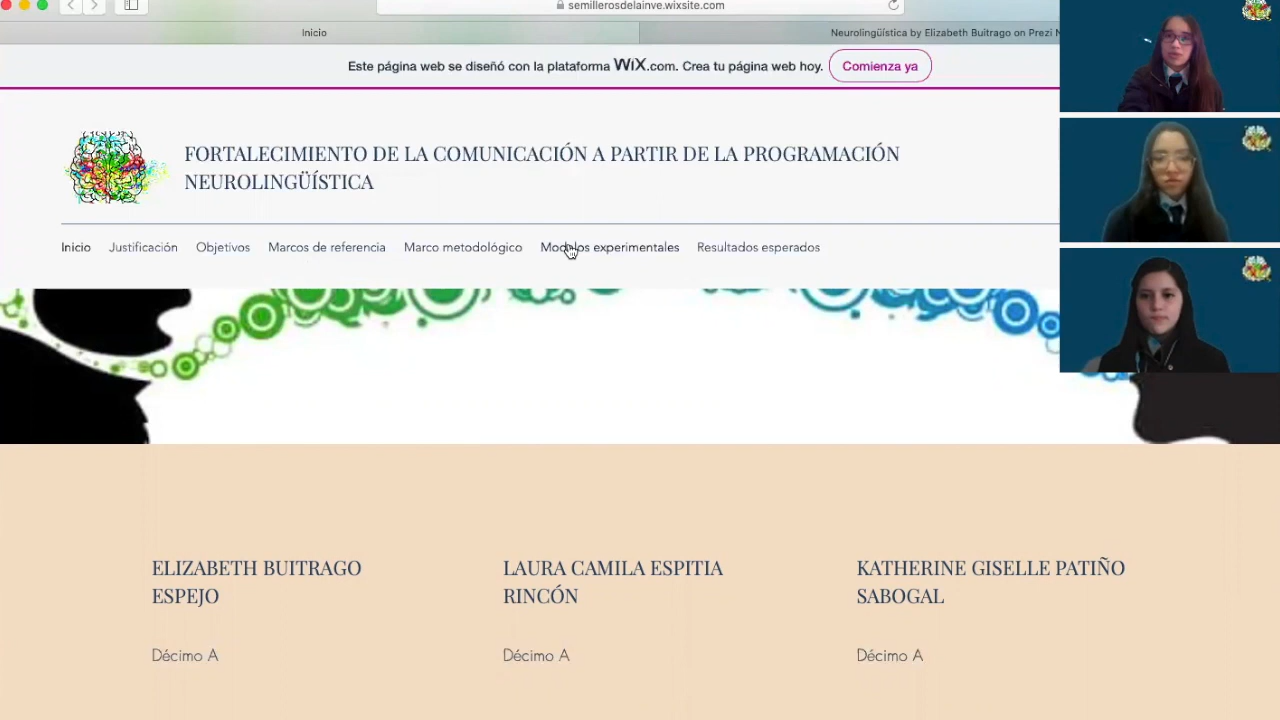 semillerosdelainve.wixsite.com
Inicio
Neurolingüística by Elizabeth Buitrago on Prezi
Este página web se diseñó con la plataforma WiX.com. Crea tu página web hoy. Comienza ya
FORTALECIMIENTO DE LA COMUNICACIÓN A PARTIR DE LA PROGRAMACIÓN
NEUROLINGÜÍSTICA
Inicio Justificación Objetivos Marcos de referencia Marco metodológico Modelos experimentales Resultados esperados
ELIZABETH BUITRAGO
ESPEJO
LAURA CAMILA ESPITIA
RINCÓN
KATHERINE GISELLE PATIÑO
SABOGAL
Décimo A
Décimo A
Décimo A